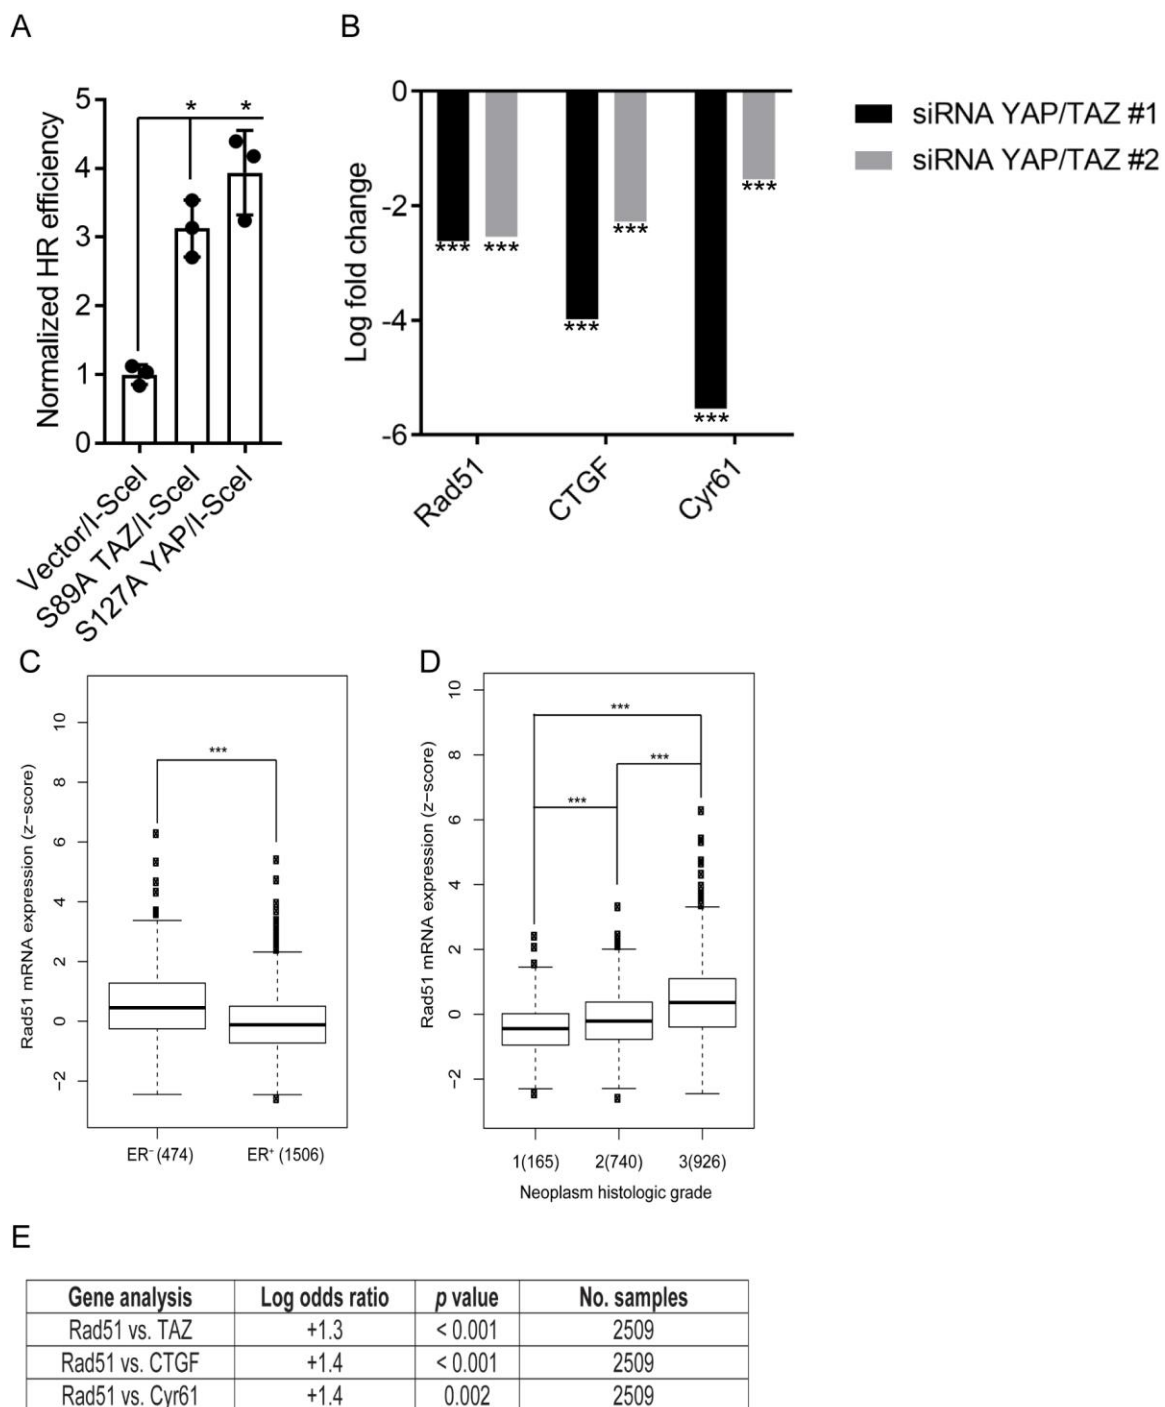 A
B
Normalized HR efficiency
5
4
3
2
1
0
*
*
Vector/I-SceI
S89A TAZ/I-SceI
S127A YAP/I-SceI
Log fold change
0
-2
-4
-6
***
***
***
***
***
***
Rad51
CTGF
Cyr61
siRNA YAP/TAZ #1
siRNA YAP/TAZ #2
C
D
Rad51 mRNA expression (z−score)
10
8
6
4
2
0
−2
***
ER⁻ (474)
ER⁺ (1506)
Rad51 mRNA expression (z−score)
10
8
6
4
2
0
−2
***
***
***
1(165)
2(740)
3(926)
Neoplasm histologic grade
E
Gene analysis Log odds ratio p value No. samples
Rad51 vs. TAZ +1.3 < 0.001 2509
Rad51 vs. CTGF +1.4 < 0.001 2509
Rad51 vs. Cyr61 +1.4 0.002 2509